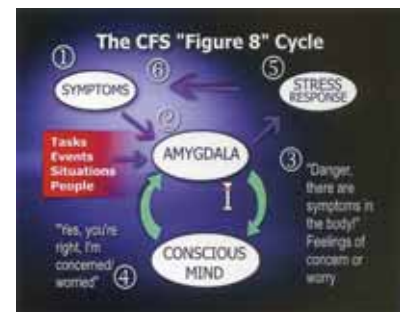 The CFS "Figure 8" Cycle
①
SYMPTOMS
⑥
⑤
STRESS
RESPONSE
②
Tasks
Events
Situations
People
AMYGDALA
③
"Danger,
there are
symptoms in
the body!"
Feelings of
concern or
worry
"Yes, you're
right, I'm
concerned/
worried"
④
CONSCIOUS
MIND